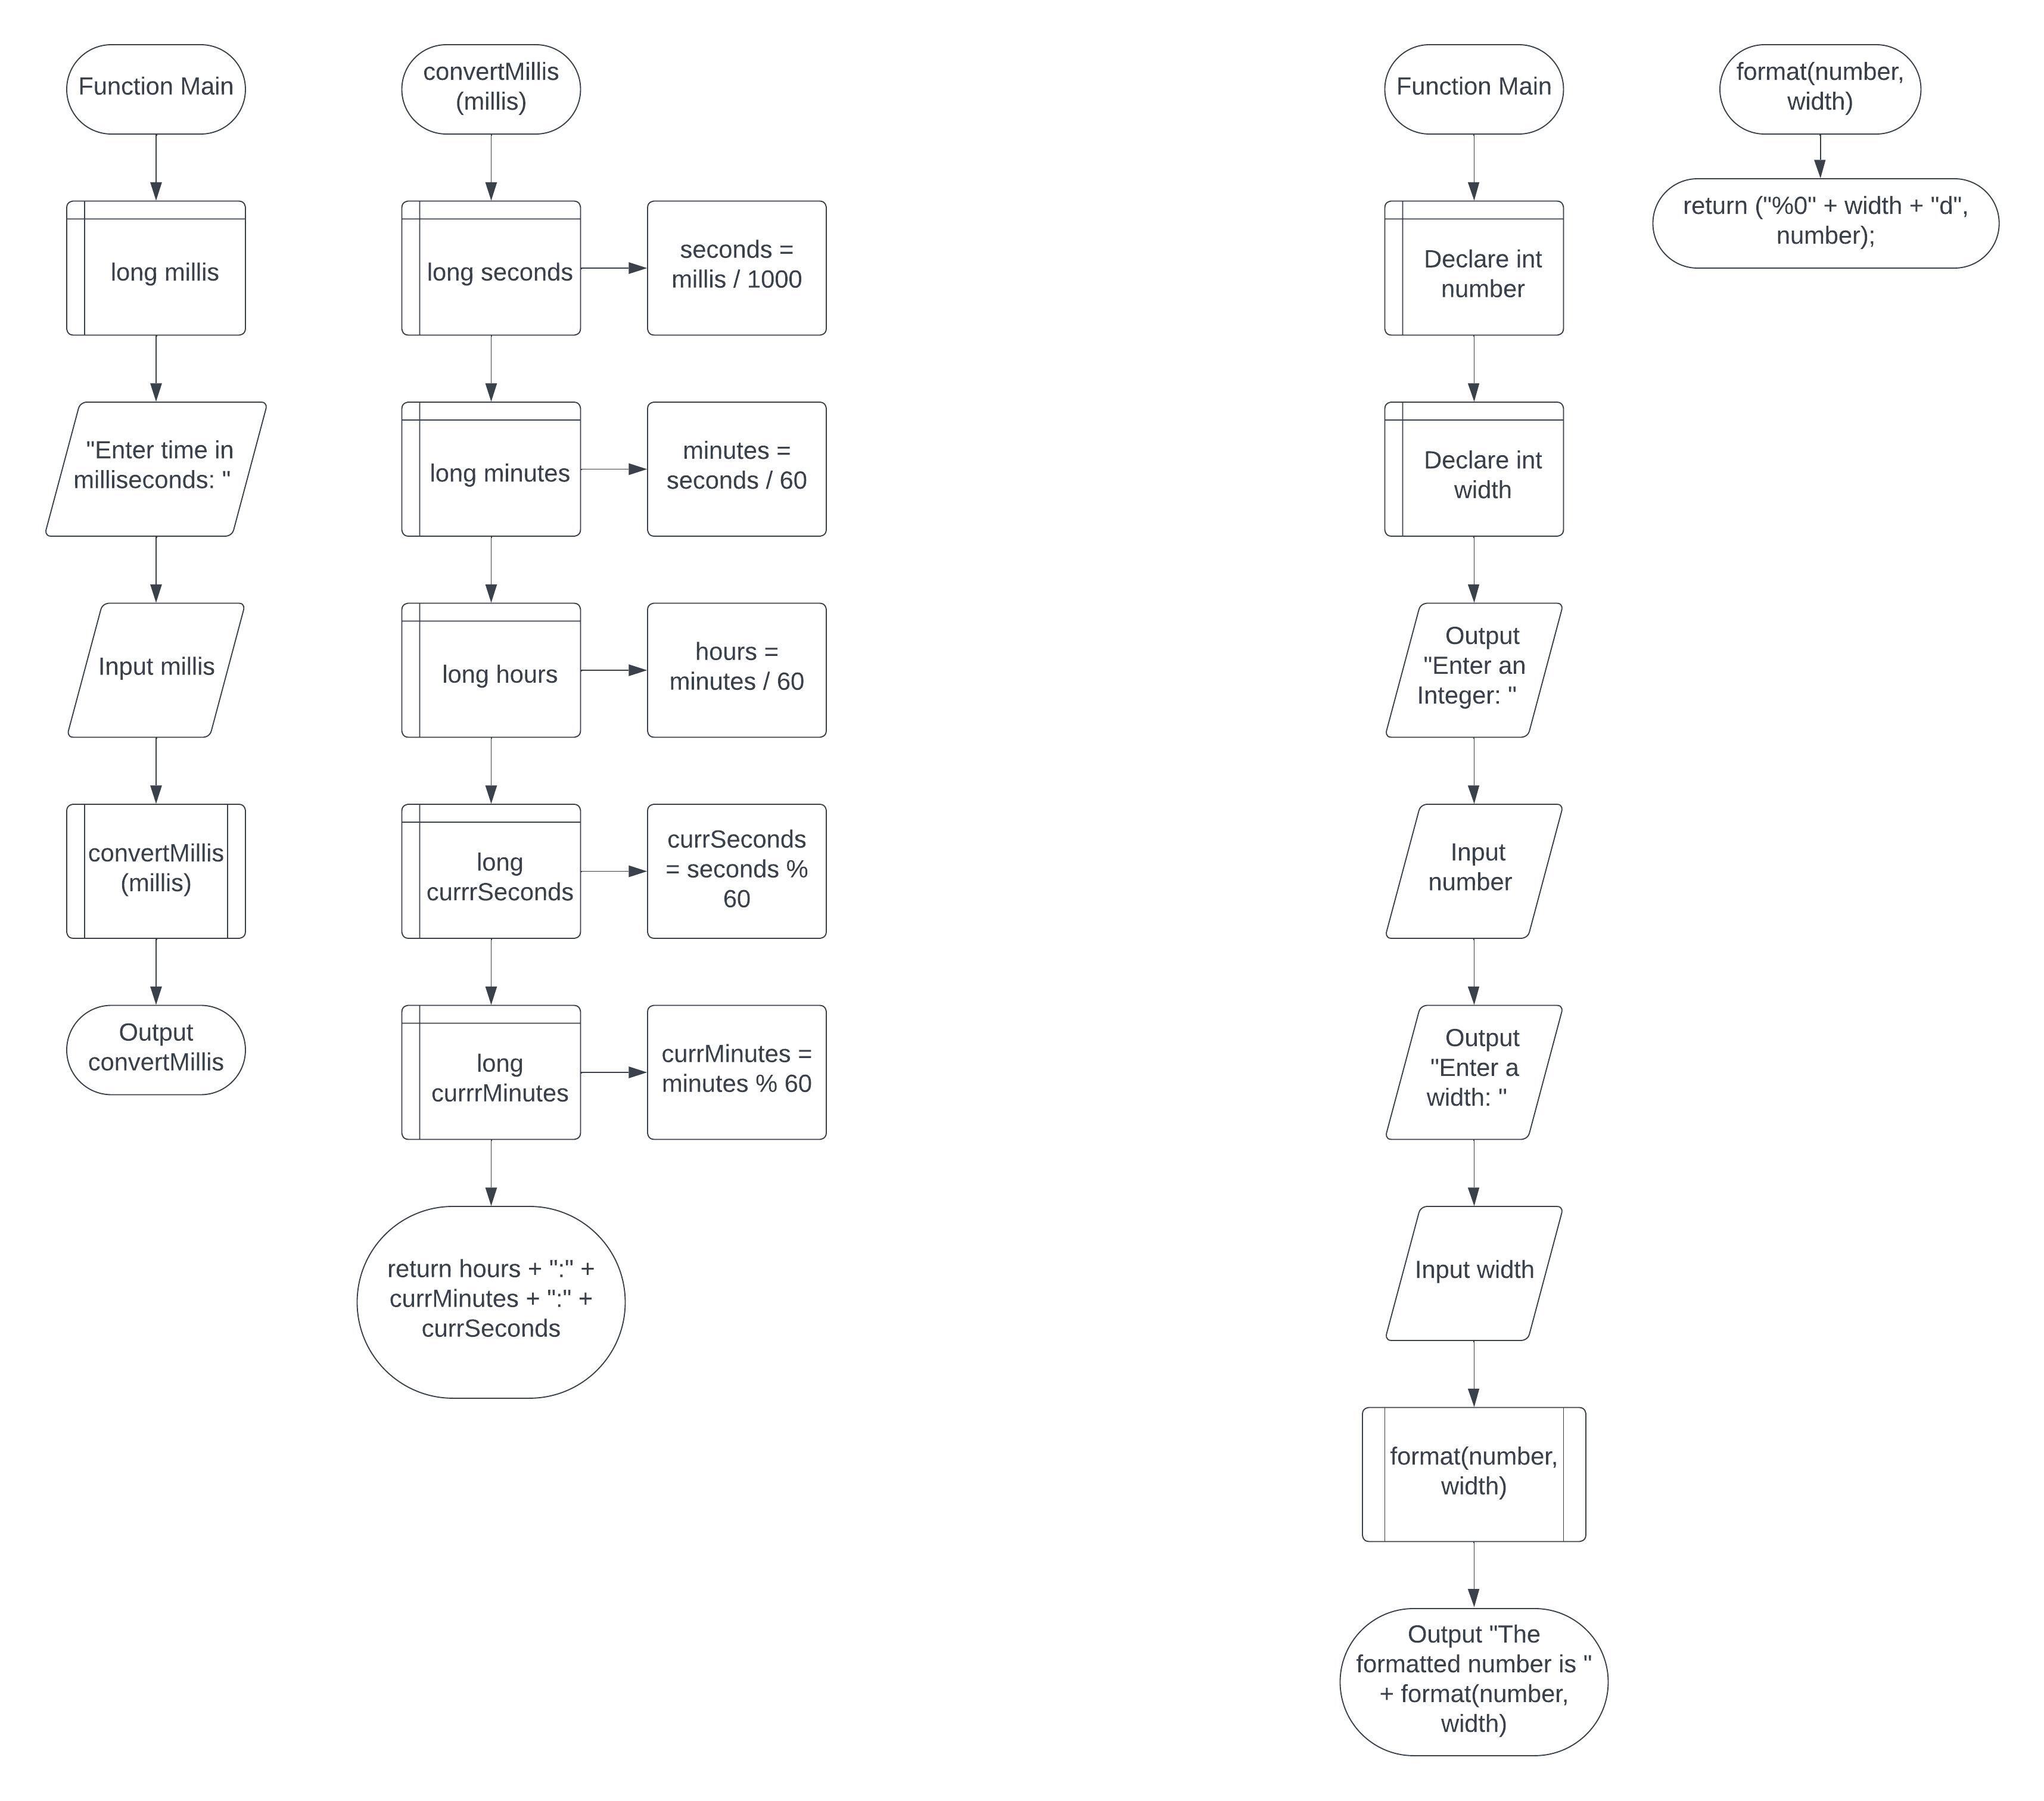 Function Main
long millis
"Enter time in
milliseconds: "
Input millis
convertMillis
(millis)
Output
convertMillis
convertMillis
(millis)
long seconds
seconds =
millis / 1000
long minutes
minutes =
seconds / 60
long hours
hours =
minutes / 60
long
currrSeconds
currSeconds
= seconds %
60
long
currrMinutes
currMinutes =
minutes % 60
return hours + ":" +
currMinutes + ":" +
currSeconds
Function Main
Declare int
number
Declare int
width
Output
"Enter an
Integer: "
Input
number
Output
"Enter a
width: "
Input width
format(number,
width)
Output "The
formatted number is "
+ format(number,
width)
format(number,
width)
return ("%0" + width + "d",
number);